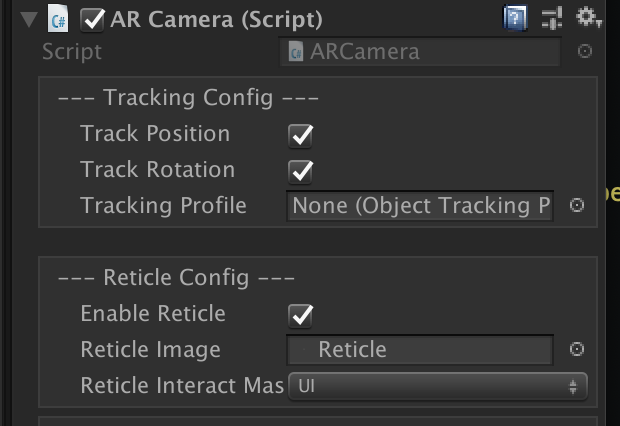 AR Camera (Script)
Script ARCamera
--- Tracking Config ---
Track Position
Track Rotation
Tracking Profile None (Object Tracking P
--- Reticle Config ---
Enable Reticle
Reticle Image Reticle
Reticle Interact Mas UI